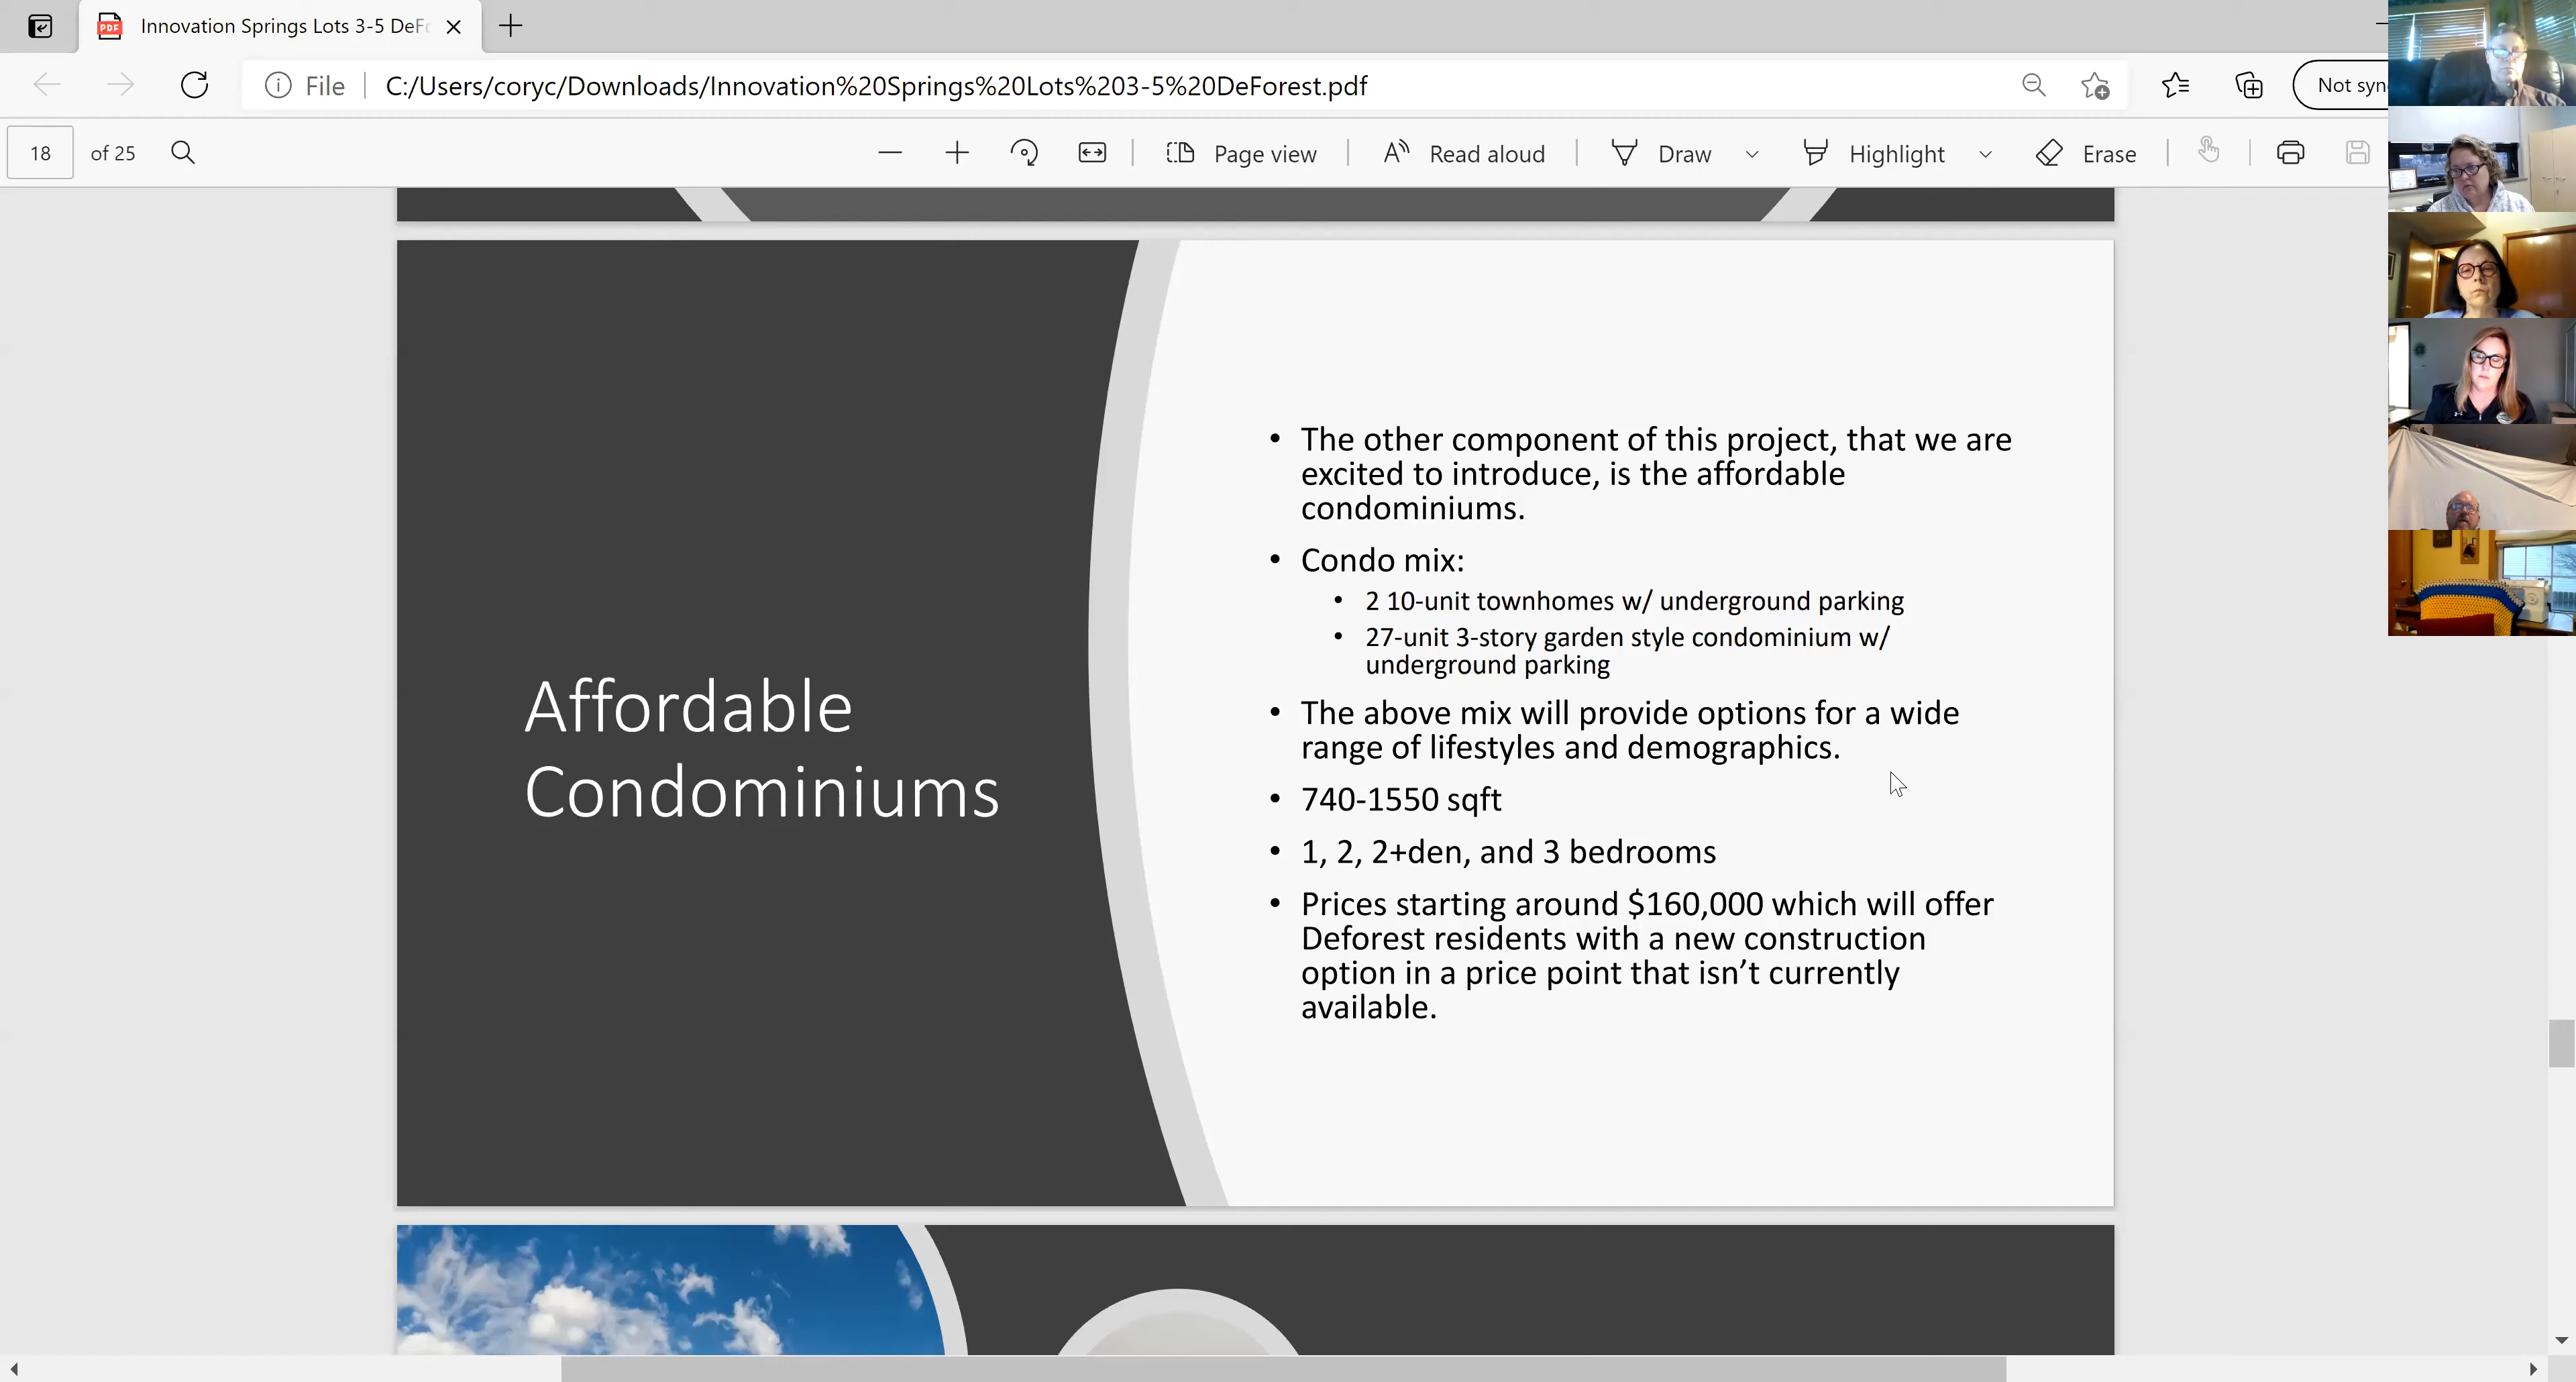 Innovation Springs Lots 3-5 DeF
File
C:/Users/coryc/Downloads/Innovation%20Springs%20Lots%203-5%20DeForest.pdf
Not syn
18 of 25
Page view
Read aloud
Draw
Highlight
Erase
Affordable
Condominiums
• The other component of this project, that we are
excited to introduce, is the affordable
condominiums.
• Condo mix:
• 2 10-unit townhomes w/ underground parking
• 27-unit 3-story garden style condominium w/
underground parking
• The above mix will provide options for a wide
range of lifestyles and demographics.
• 740-1550 sqft
• 1, 2, 2+den, and 3 bedrooms
• Prices starting around $160,000 which will offer
Deforest residents with a new construction
option in a price point that isn’t currently
available.